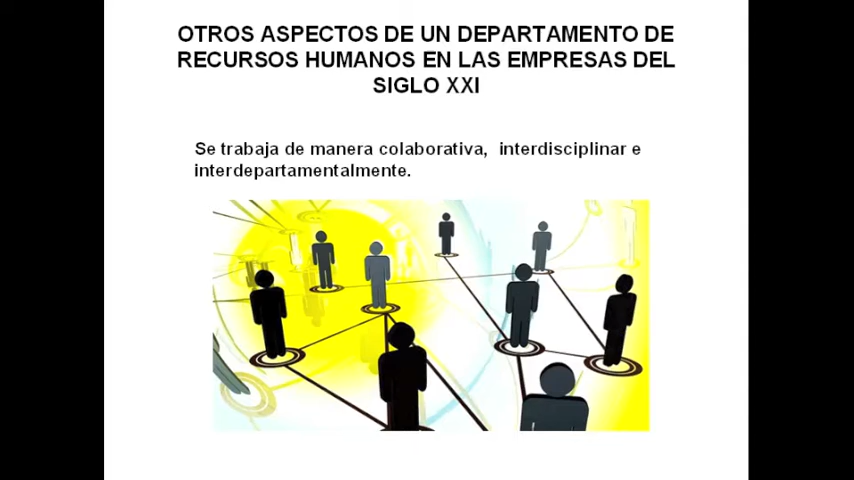 OTROS ASPECTOS DE UN DEPARTAMENTO DE
RECURSOS HUMANOS EN LAS EMPRESAS DEL
SIGLO XXI
Se trabaja de manera colaborativa, interdisciplinar e
interdepartamentalmente.